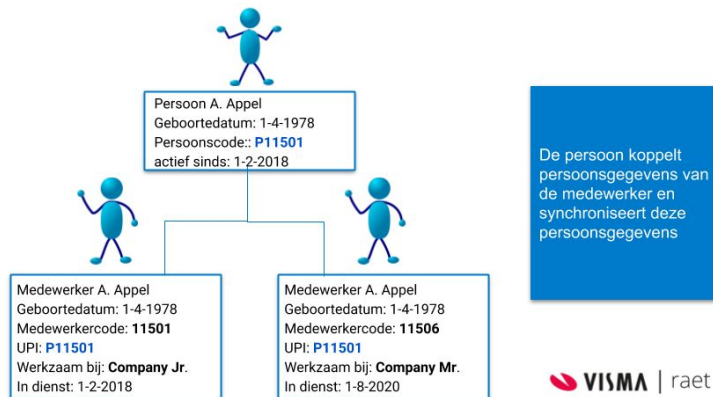 Persoon A. Appel
Geboortedatum: 1-4-1978
Persoonscode:: P11501
actief sinds: 1-2-2018
De persoon koppelt
persoonsgegevens van
de medewerker en
synchroniseert deze
persoonsgegevens
Medewerker A. Appel
Geboortedatum: 1-4-1978
Medewerkercode: 11501
UPI: P11501
Werkzaam bij: Company Jr.
In dienst: 1-2-2018
Medewerker A. Appel
Geboortedatum: 1-4-1978
Medewerkercode: 11506
UPI: P11501
Werkzaam bij: Company Mr.
In dienst: 1-8-2020
VISMA | raet